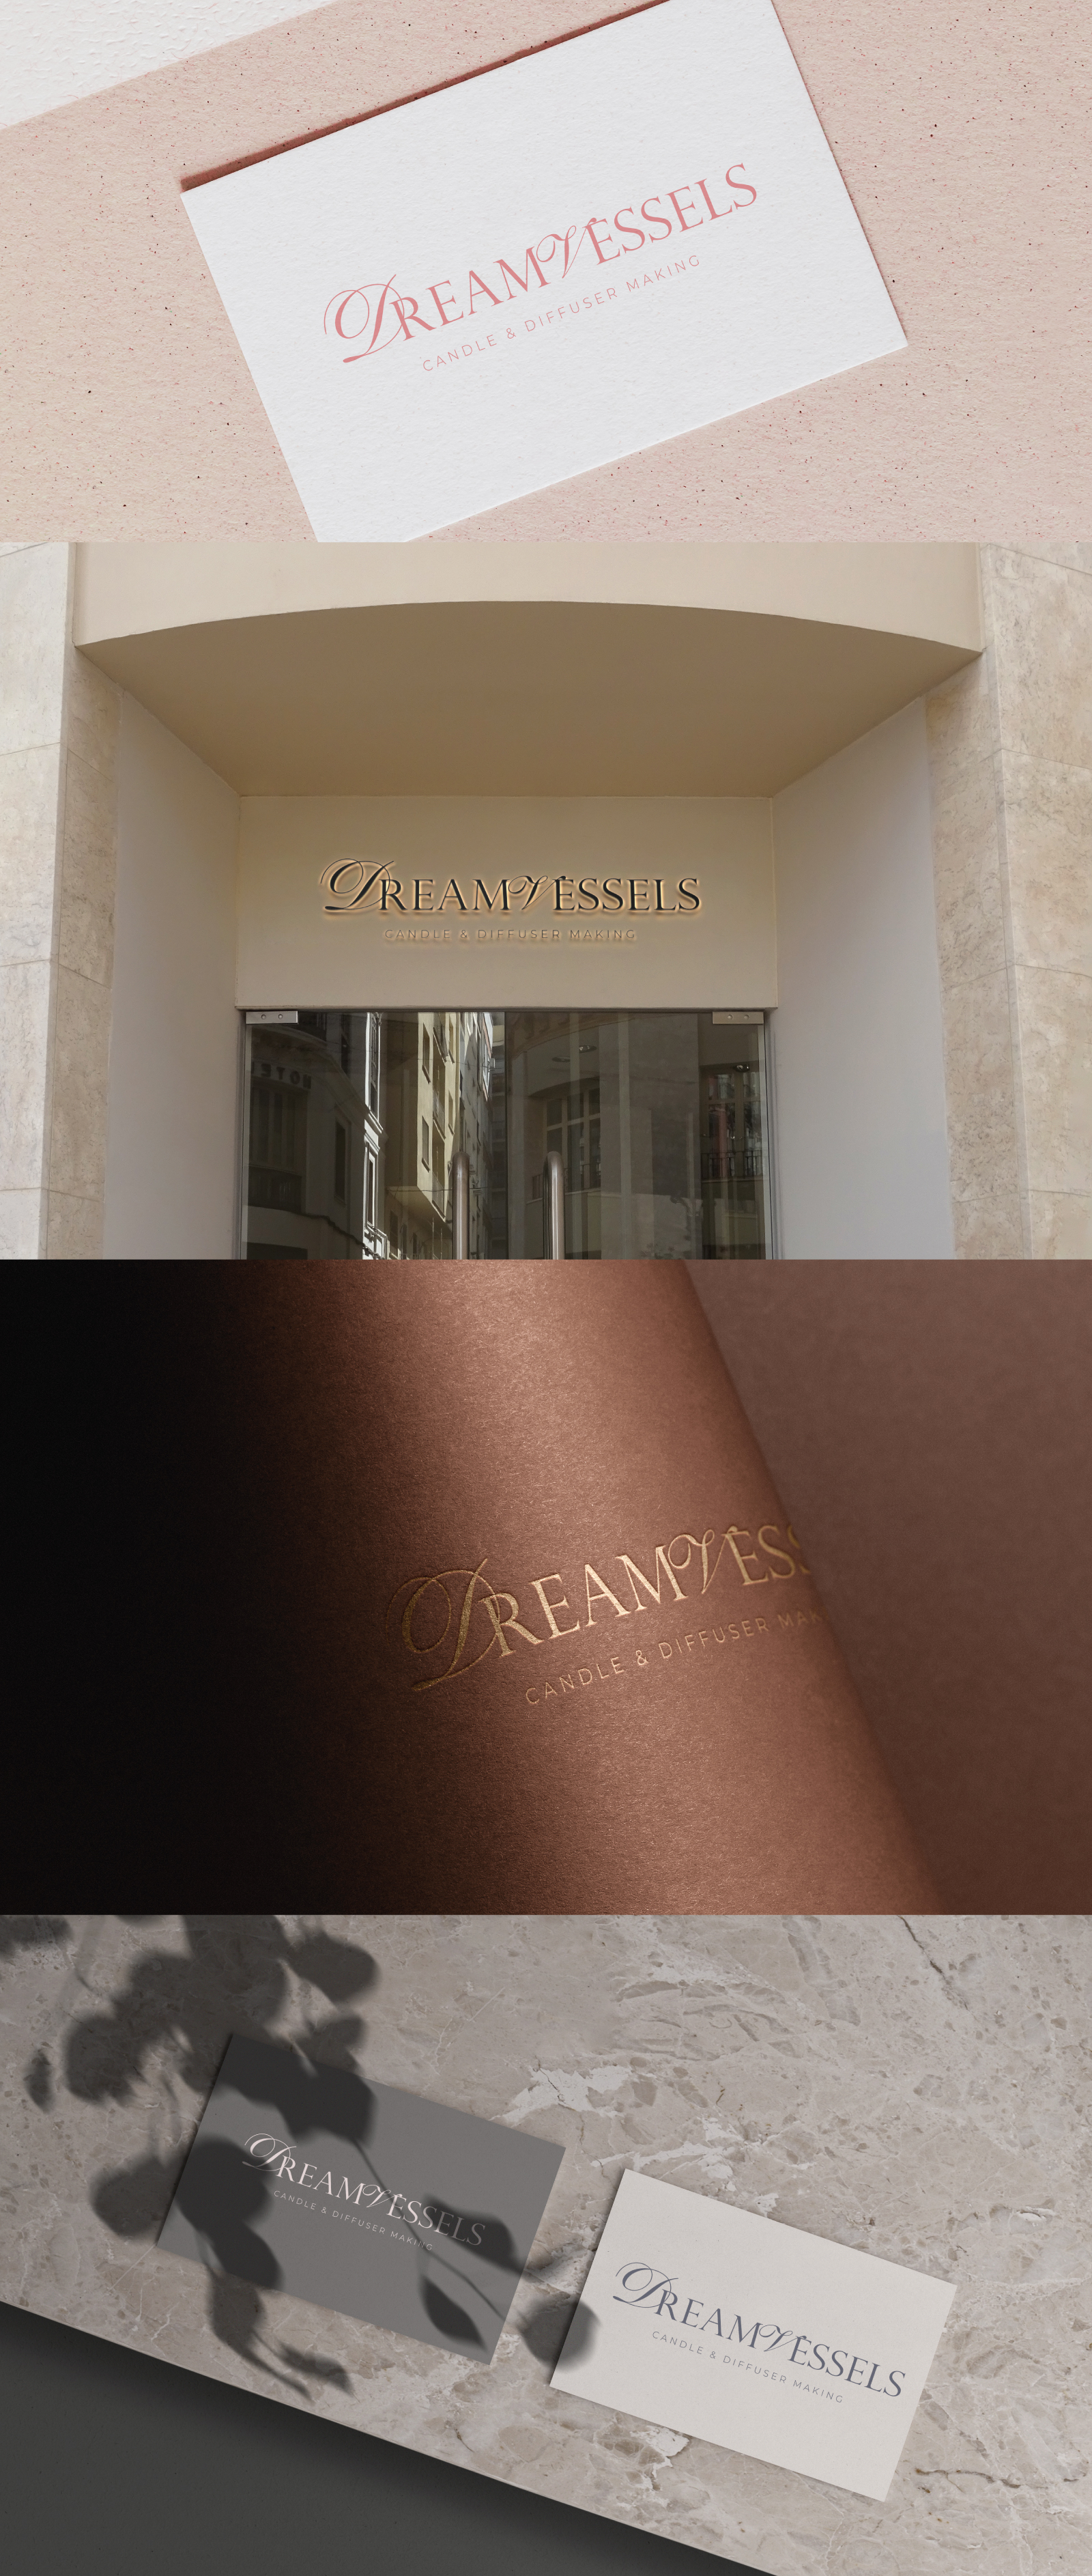 DREAMVESSELS
CANDLE & DIFFUSER MAKING
DREAMVESSELS
CANDLE & DIFFUSER MAKING
HOTEL
DREAMVESS
CANDLE & DIFFUSER MAK
DREAMVESSELS
CANDLE & DIFFUSER MAKING
DREAMVESSELS
CANDLE & DIFFUSER MAKING